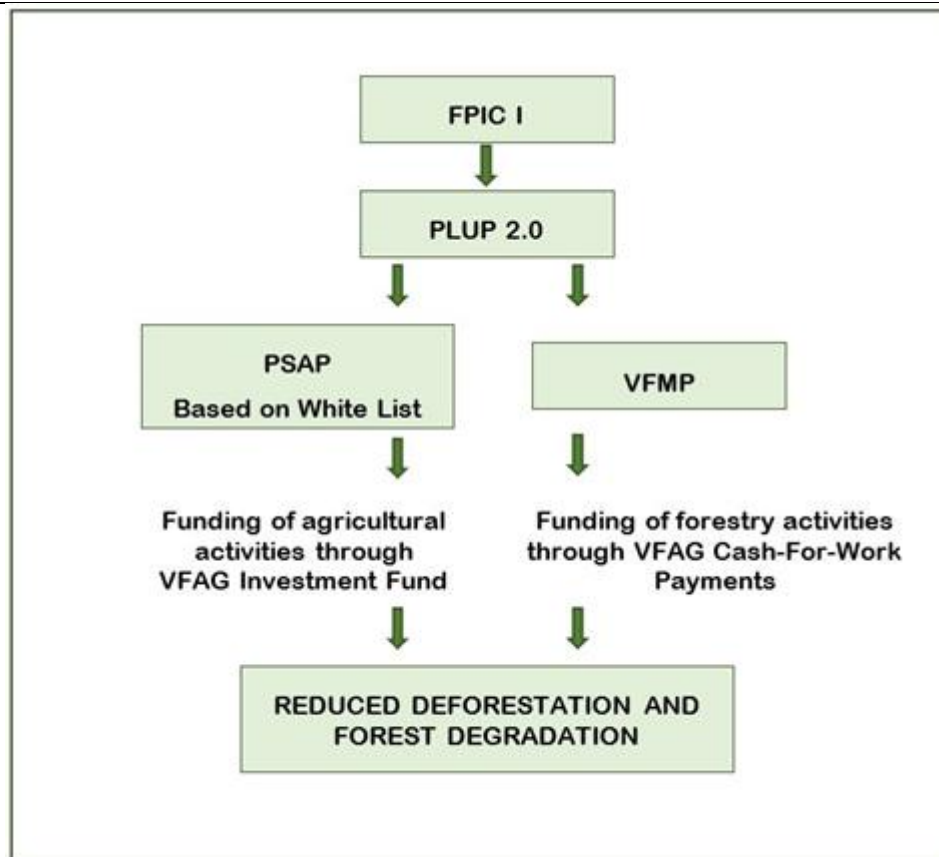 FPIC I
PLUP 2.0
PSAP
Based on White List
VFMP
Funding of agricultural
activities through
VFAG Investment Fund
Funding of forestry activities
through VFAG Cash-For-Work
Payments
REDUCED DEFORESTATION AND
FOREST DEGRADATION